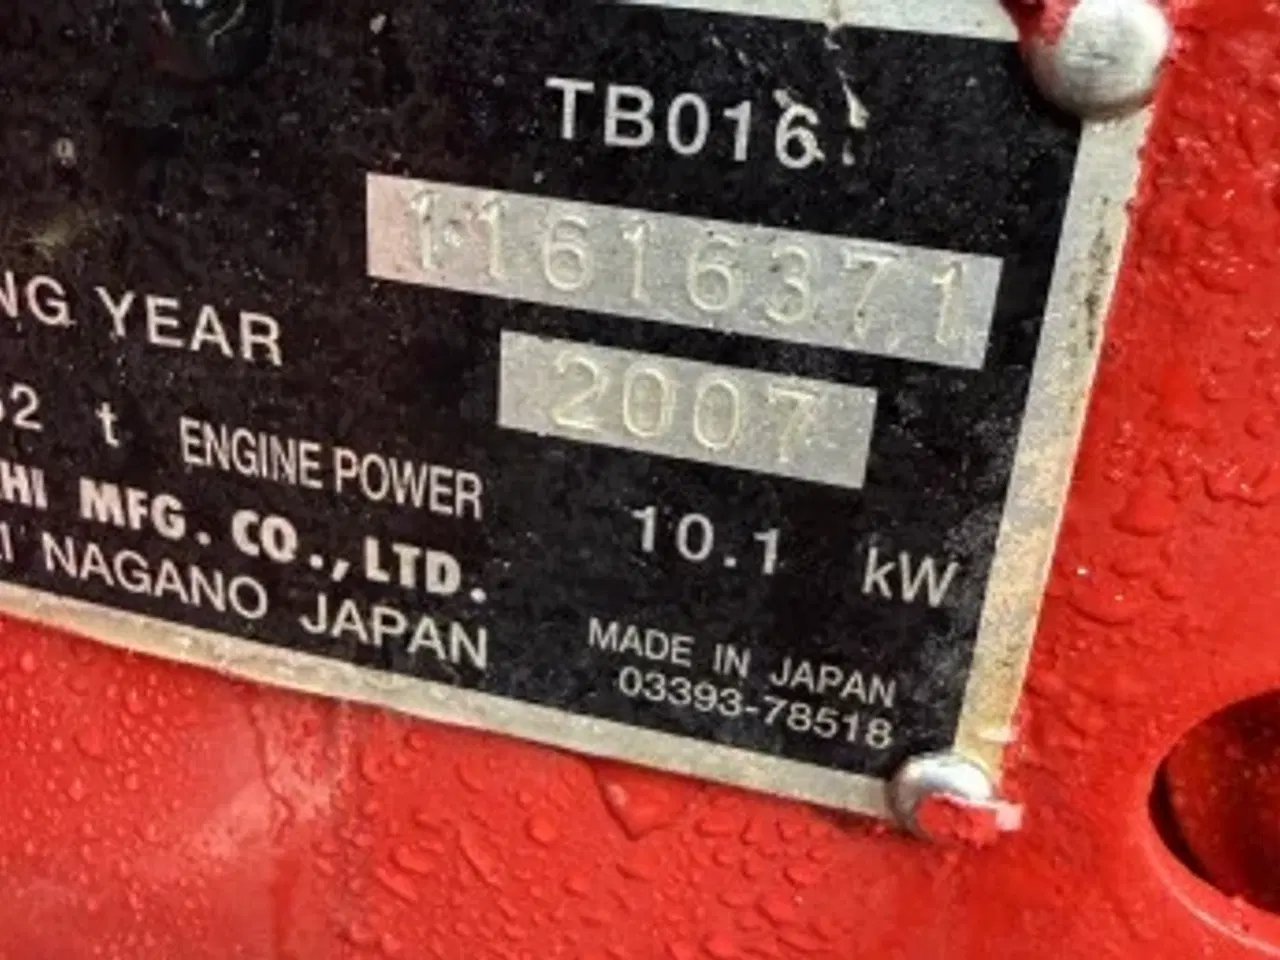 TB016
11616371
NG YEAR
2007
52 t ENGINE POWER
10.1 kW
HI MFG. CO., LTD.
I NAGANO JAPAN
MADE IN JAPAN
03393-78518